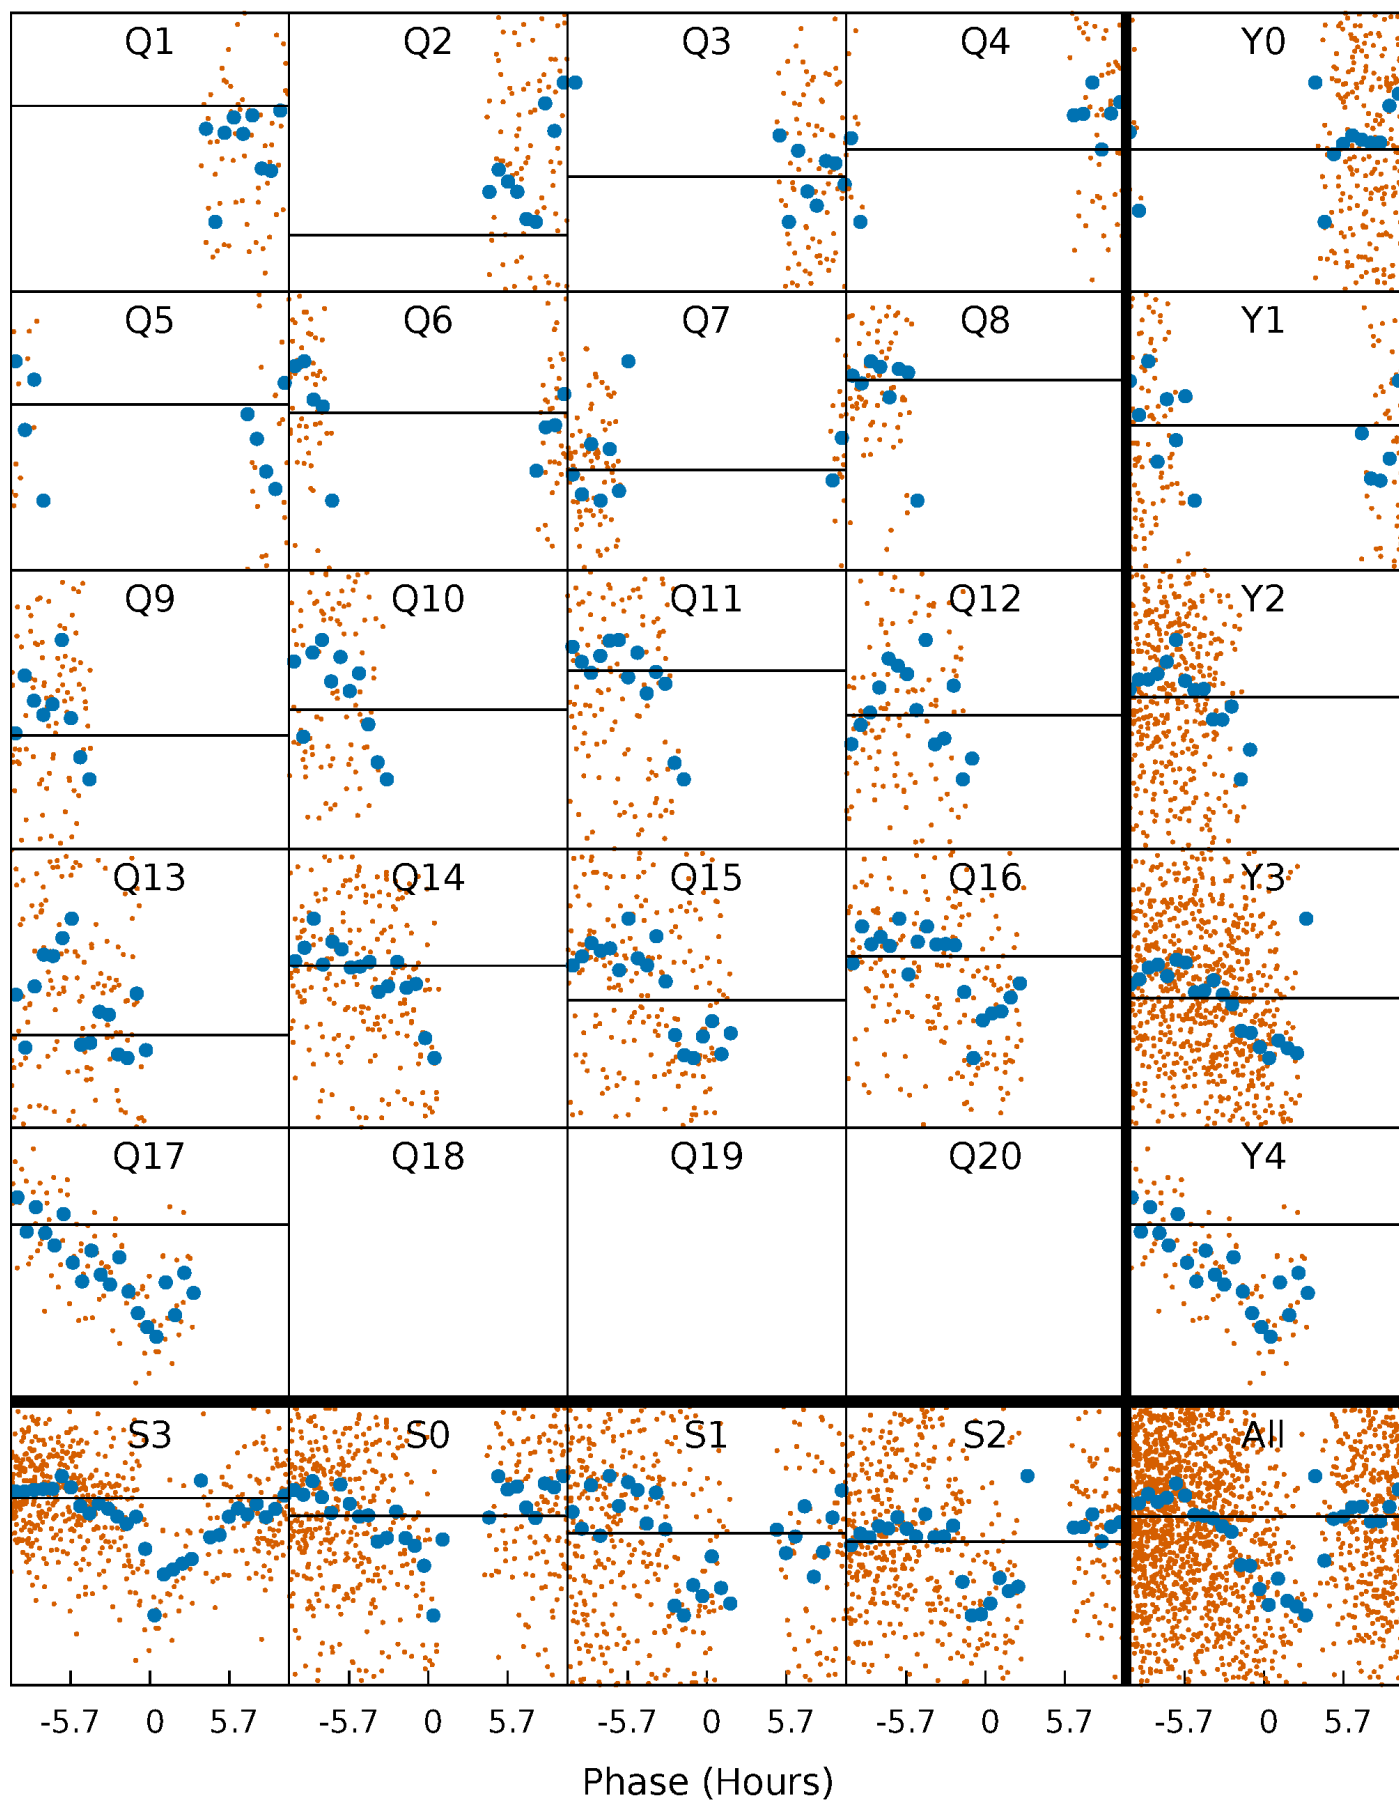 Q1 Q2 Q3 Q4 Y0
Q5 Q6 Q7 Q8 Y1
Q9 Q10 Q11 Q12 Y2
Q13 Q14 Q15 Q16 Y3
Q17 Q18 Q19 Q20 Y4
S3 S0 S1 S2 All
-5.7 0 5.7 -5.7 0 5.7 -5.7 0 5.7 -5.7 0 5.7 -5.7 0 5.7
Phase (Hours)